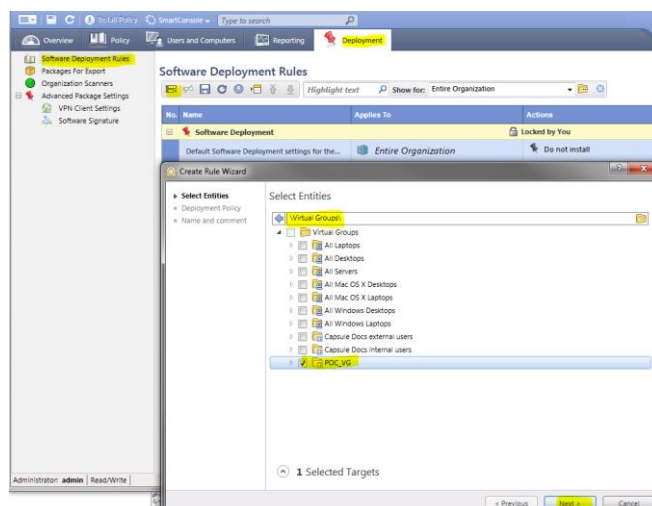 Install Policy SmartConsole Type to search
Overview Policy Users and Computers Reporting Deployment
Software Deployment Rules
Packages For Export
Organization Scanners
Advanced Package Settings
VPN Client Settings
Software Signature
Software Deployment Rules
Highlight text Show for: Entire Organization
No. Name Applies To Actions
Software Deployment Locked by You
Default Software Deployment settings for the... Entire Organization Do not install
Create Rule Wizard
Select Entities
Deployment Policy
Name and comment
Select Entities
\Virtual Groups\
Virtual Groups
All Laptops
All Desktops
All Servers
All Mac OS X Desktops
All Mac OS X Laptops
All Windows Desktops
All Windows Laptops
Capsule Docs external users
Capsule Docs internal users
POC_VG
1 Selected Targets
Administrator: admin Read/Write
< Previous Next > Cancel